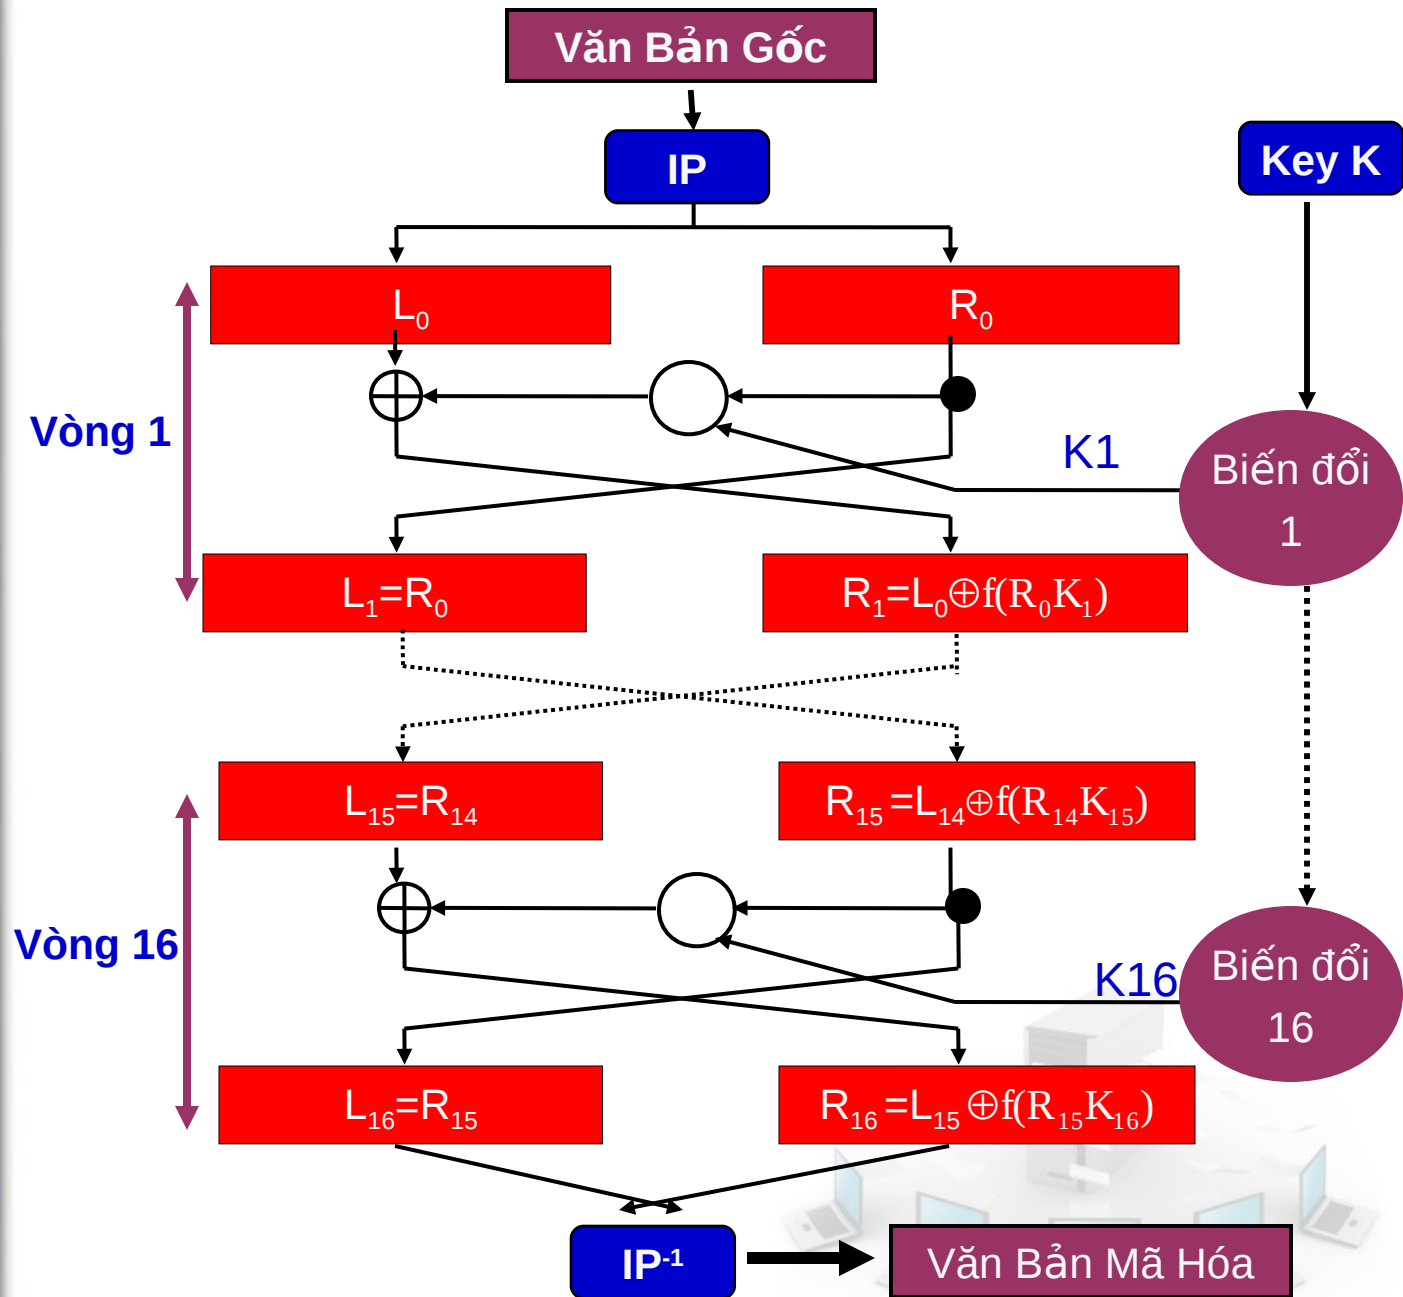 Văn Bản Gốc
IP
Key K
L₀
R₀
Vòng 1
K1
Biến đổi
1
L₁=R₀
R₁=L₀⊕f(R₀K₁)
L₁₅=R₁₄
R₁₅ =L₁₄⊕f(R₁₄K₁₅)
Vòng 16
K16
Biến đổi
16
L₁₆=R₁₅
R₁₆ =L₁₅ ⊕f(R₁₅K₁₆)
IP⁻¹
Văn Bản Mã Hóa